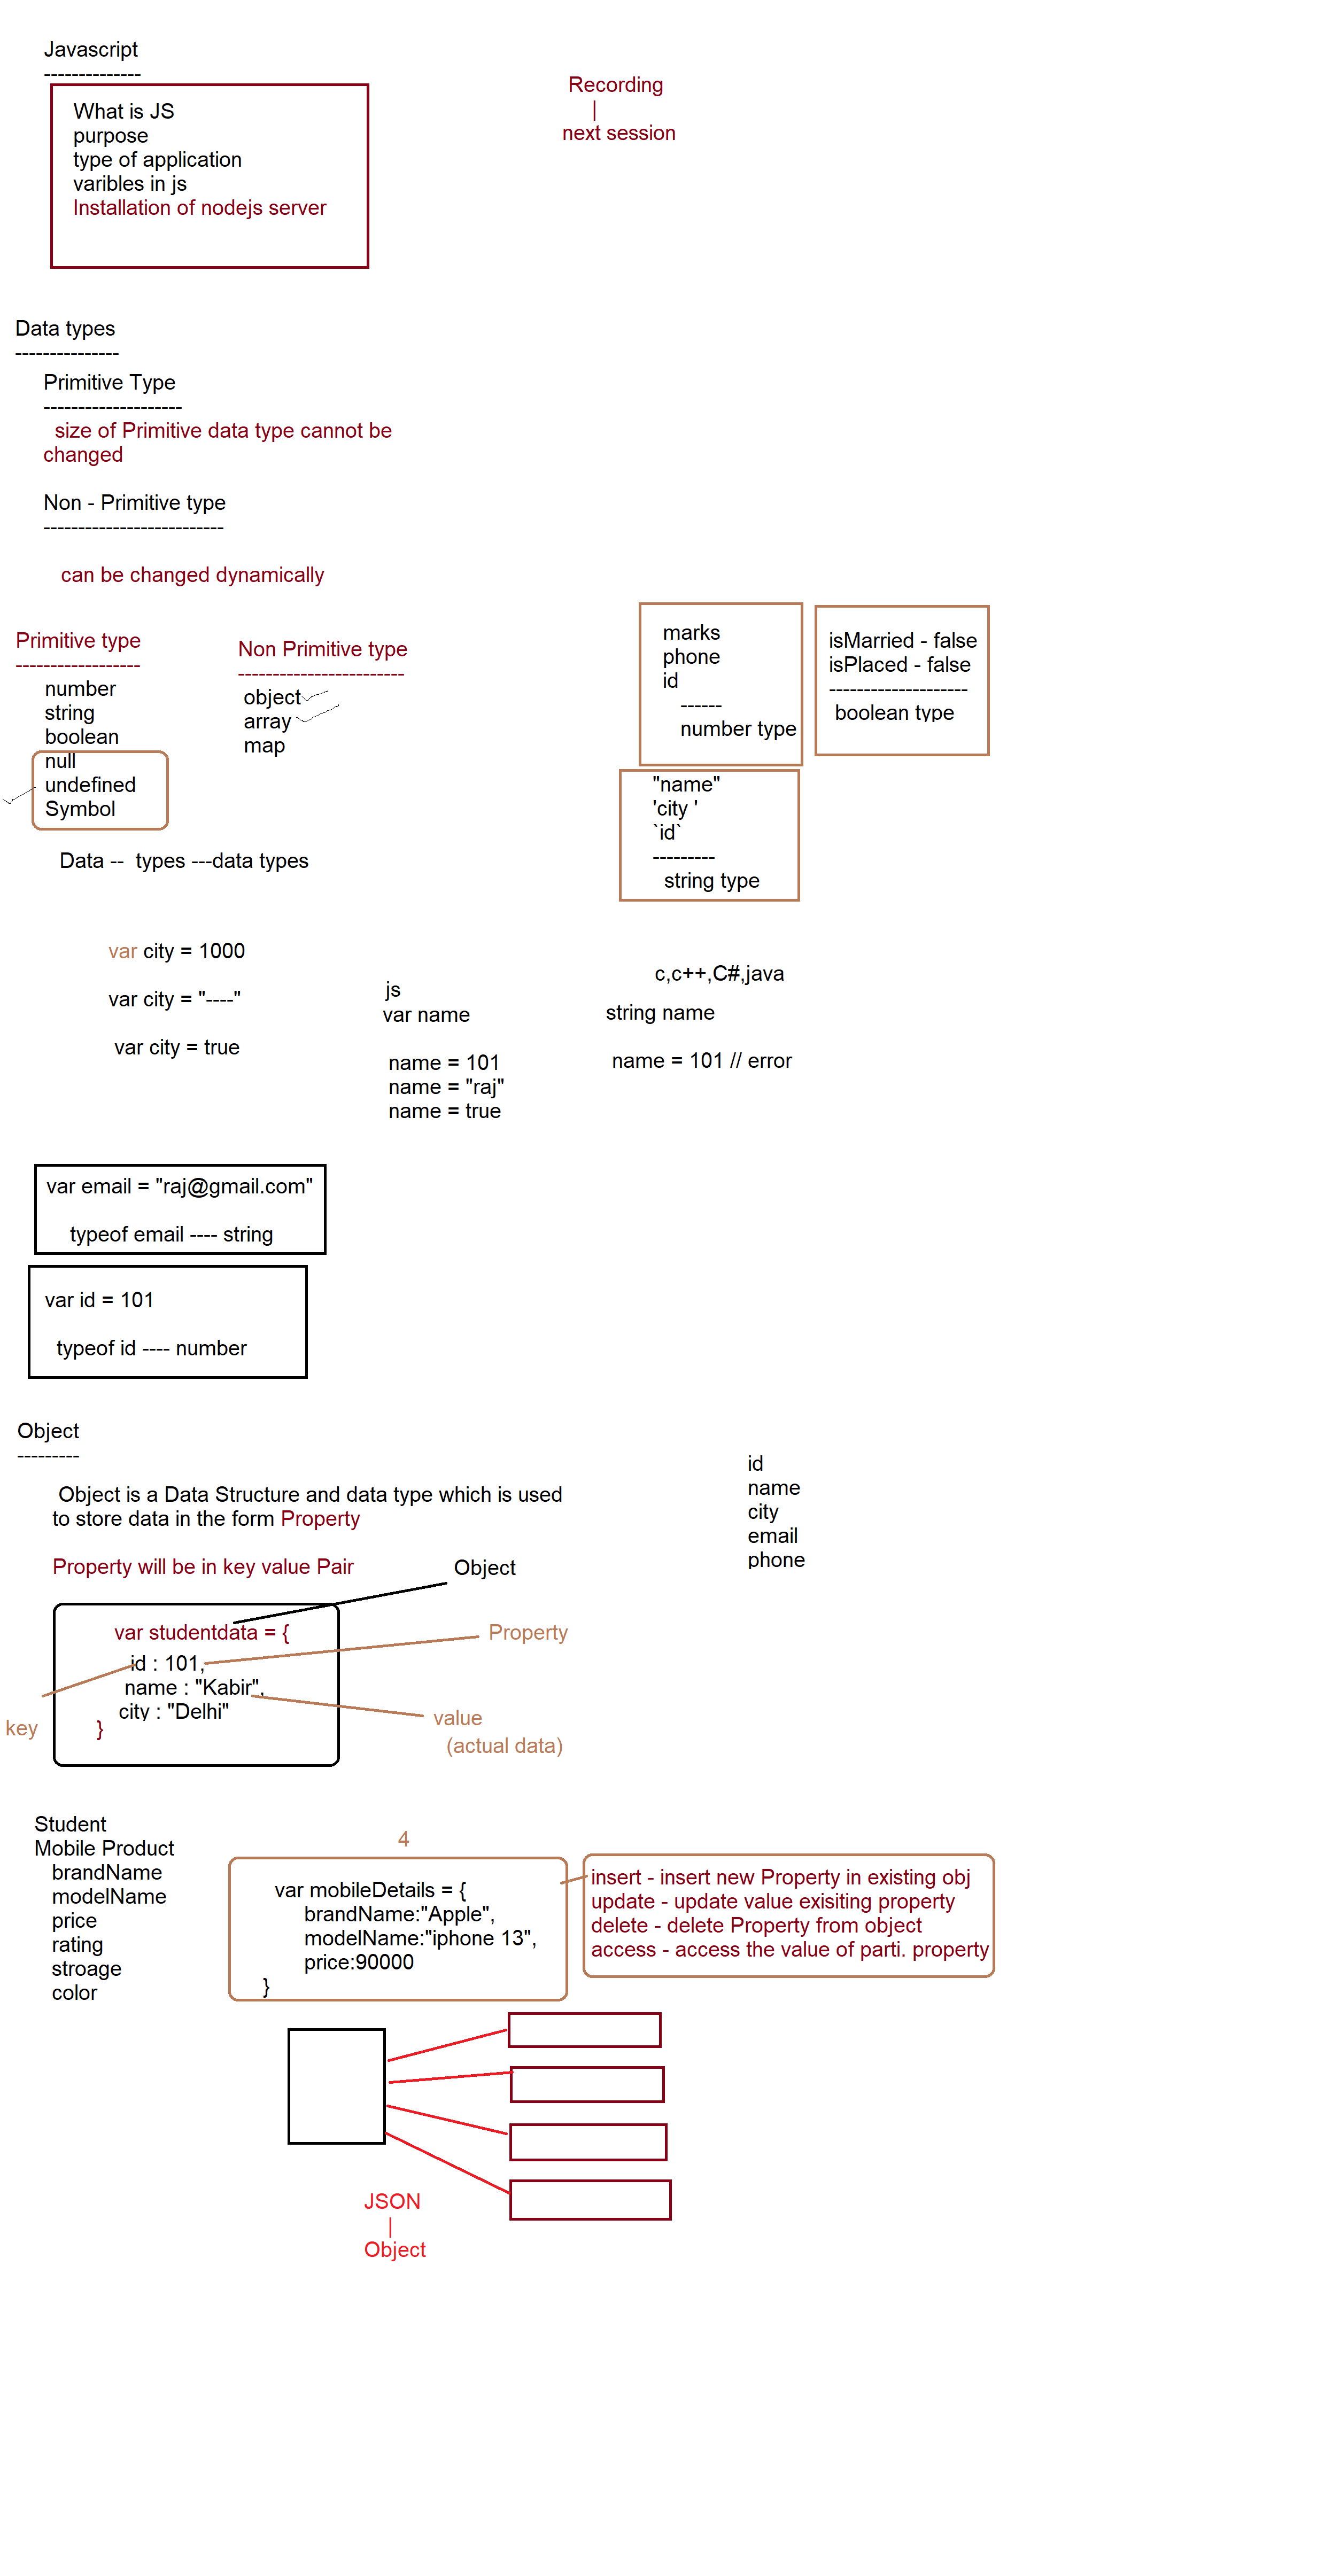 Javascript
--------------
What is JS
purpose
type of application
varibles in js
Installation of nodejs server
Recording
|
next session
Data types
---------------
Primitive Type
--------------------
size of Primitive data type cannot be
changed
Non - Primitive type
--------------------------
can be changed dynamically
Primitive type
------------------
number
string
boolean
null
undefined
Symbol
Non Primitive type
------------------------
object
array
map
marks
phone
id
------
number type
isMarried - false
isPlaced - false
--------------------
boolean type
"name"
'city '
`id`
---------
string type
Data -- types ---data types
var city = 1000
var city = "----"
var city = true
js
var name
name = 101
name = "raj"
name = true
c,c++,C#,java
string name
name = 101 // error
var email = "raj@gmail.com"
typeof email ---- string
var id = 101
typeof id ---- number
Object
---------
Object is a Data Structure and data type which is used
to store data in the form Property
Property will be in key value Pair
id
name
city
email
phone
Object
var studentdata = {
id : 101,
name : "Kabir",
city : "Delhi"
}
Property
key
value
(actual data)
Student
Mobile Product
brandName
modelName
price
rating
stroage
color
4
var mobileDetails = {
brandName:"Apple",
modelName:"iphone 13",
price:90000
}
insert - insert new Property in existing obj
update - update value exisiting property
delete - delete Property from object
access - access the value of parti. property
JSON
|
Object